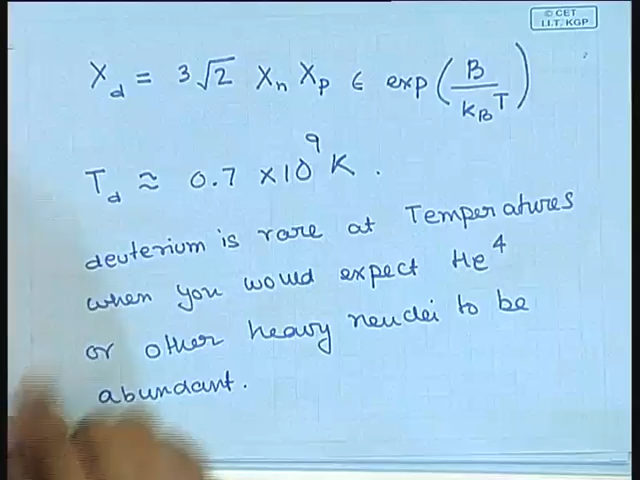 © CET
I.I.T. KGP
X_d = 3√2 X_n X_p ε exp(B / k_B T)
T_d ≈ 0.7 ×10^9 K .
deuterium is rare at Temperatures
when you would expect He^4
or other heavy neuclei to be
abundant.